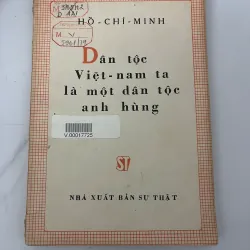 HỒ-CHÍ-MINH
Dân tộc
Việt-nam ta
là một dân tộc
anh hùng
V.00017725
ST
NHÀ XUẤT BẢN SỰ THẬT